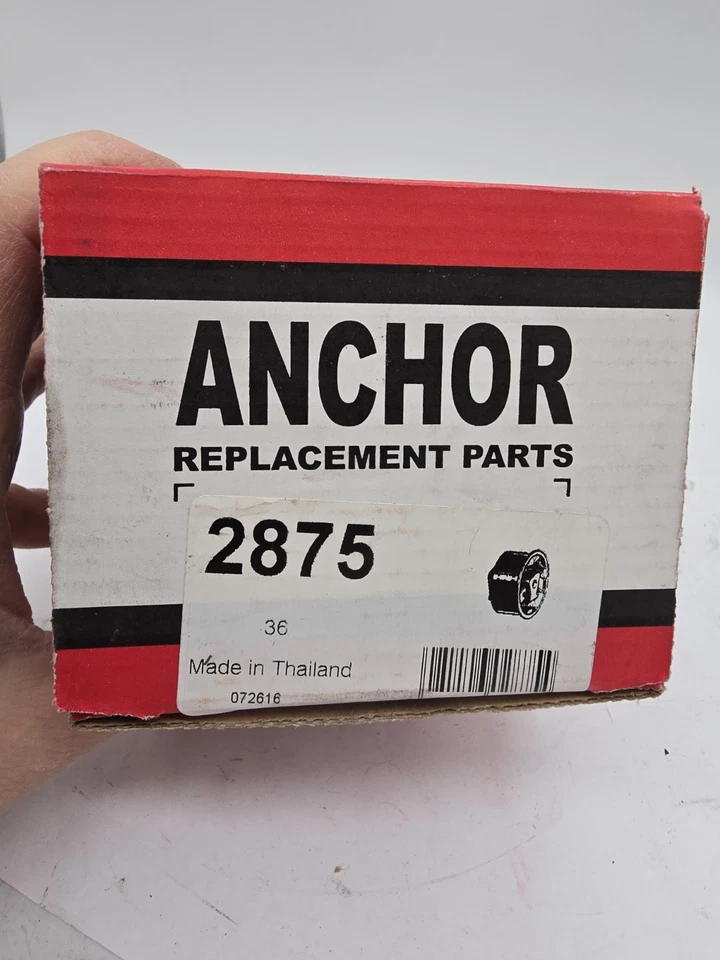 ANCHOR
REPLACEMENT PARTS
2875
36
Made in Thailand
072616